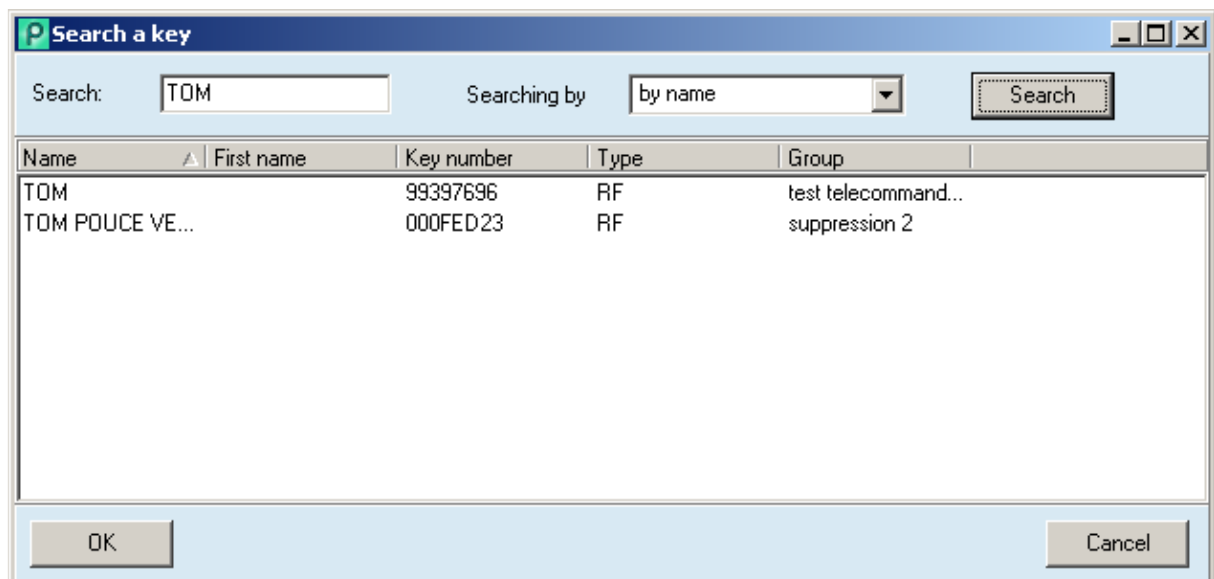 Search a key
Search: TOM Searching by by name Search
Name First name Key number Type Group
TOM 99397696 RF test telecommand...
TOM POUCE VE... 000FED23 RF suppression 2
OK Cancel